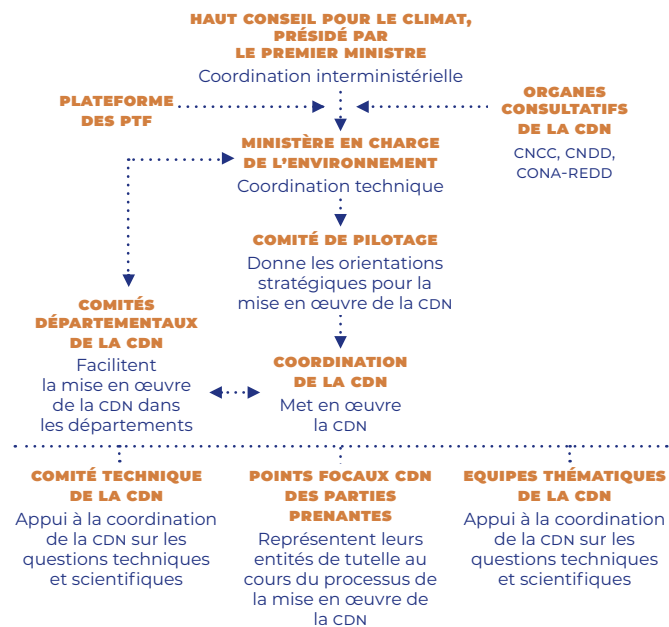 HAUT CONSEIL POUR LE CLIMAT,
PRÉSIDÉ PAR
LE PREMIER MINISTRE
Coordination interministérielle
PLATEFORME
DES PTF
ORGANES
CONSULTATIFS
DE LA CDN
CNCC, CNDD,
CONA-REDD
MINISTÈRE EN CHARGE
DE L’ENVIRONNEMENT
Coordination technique
COMITÉ DE PILOTAGE
Donne les orientations
stratégiques pour la
mise en œuvre de la CDN
COMITÉS
DÉPARTEMENTAUX
DE LA CDN
Facilitent
la mise en œuvre
de la CDN dans
les départements
COORDINATION
DE LA CDN
Met en œuvre
la CDN
COMITÉ TECHNIQUE
DE LA CDN
Appui à la coordination
de la CDN sur les
questions techniques
et scientifiques
POINTS FOCAUX CDN
DES PARTIES
PRENANTES
Représentent leurs
entités de tutelle au
cours du processus de
la mise en œuvre de
la CDN
EQUIPES THÉMATIQUES
DE LA CDN
Appui à la coordination
de la CDN sur les
questions techniques
et scientifiques